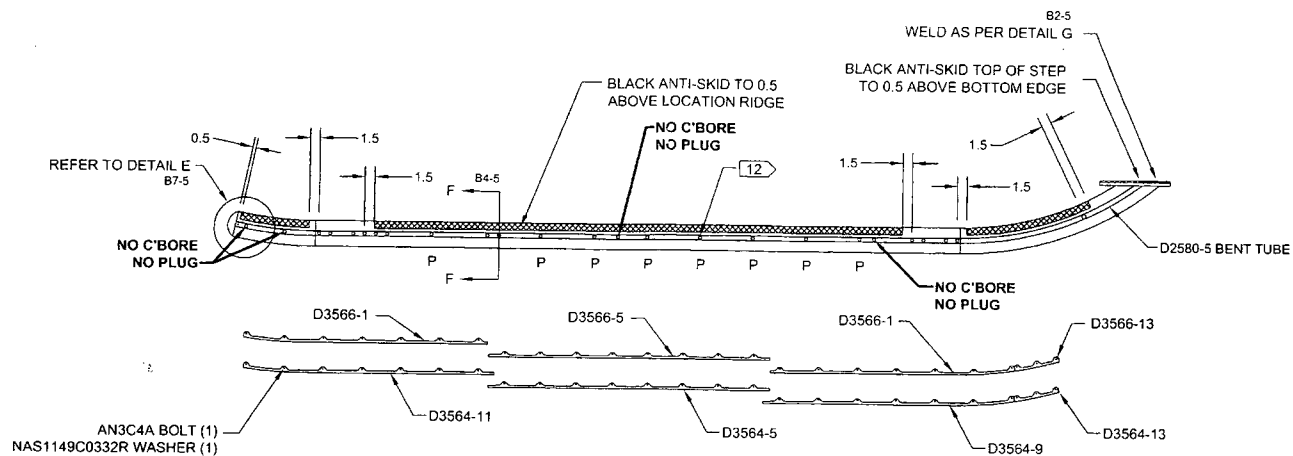 B2-5
WELD AS PER DETAIL G
BLACK ANTI-SKID TOP OF STEP
TO 0.5 ABOVE BOTTOM EDGE
BLACK ANTI-SKID TO 0.5
ABOVE LOCATION RIDGE
NO C'BORE
NO PLUG
12
0.5
1.5
1.5
1.5
1.5
1.5
REFER TO DETAIL E
B7-5
F
B4-5
NO C'BORE
NO PLUG
D2580-5 BENT TUBE
P
F
P
P
P
P
P
P
P
NO C'BORE
NO PLUG
D3566-1
D3566-5
D3566-1
D3566-13
AN3C4A BOLT (1)
NAS1149C0332R WASHER (1)
D3564-11
D3564-5
D3564-9
D3564-13